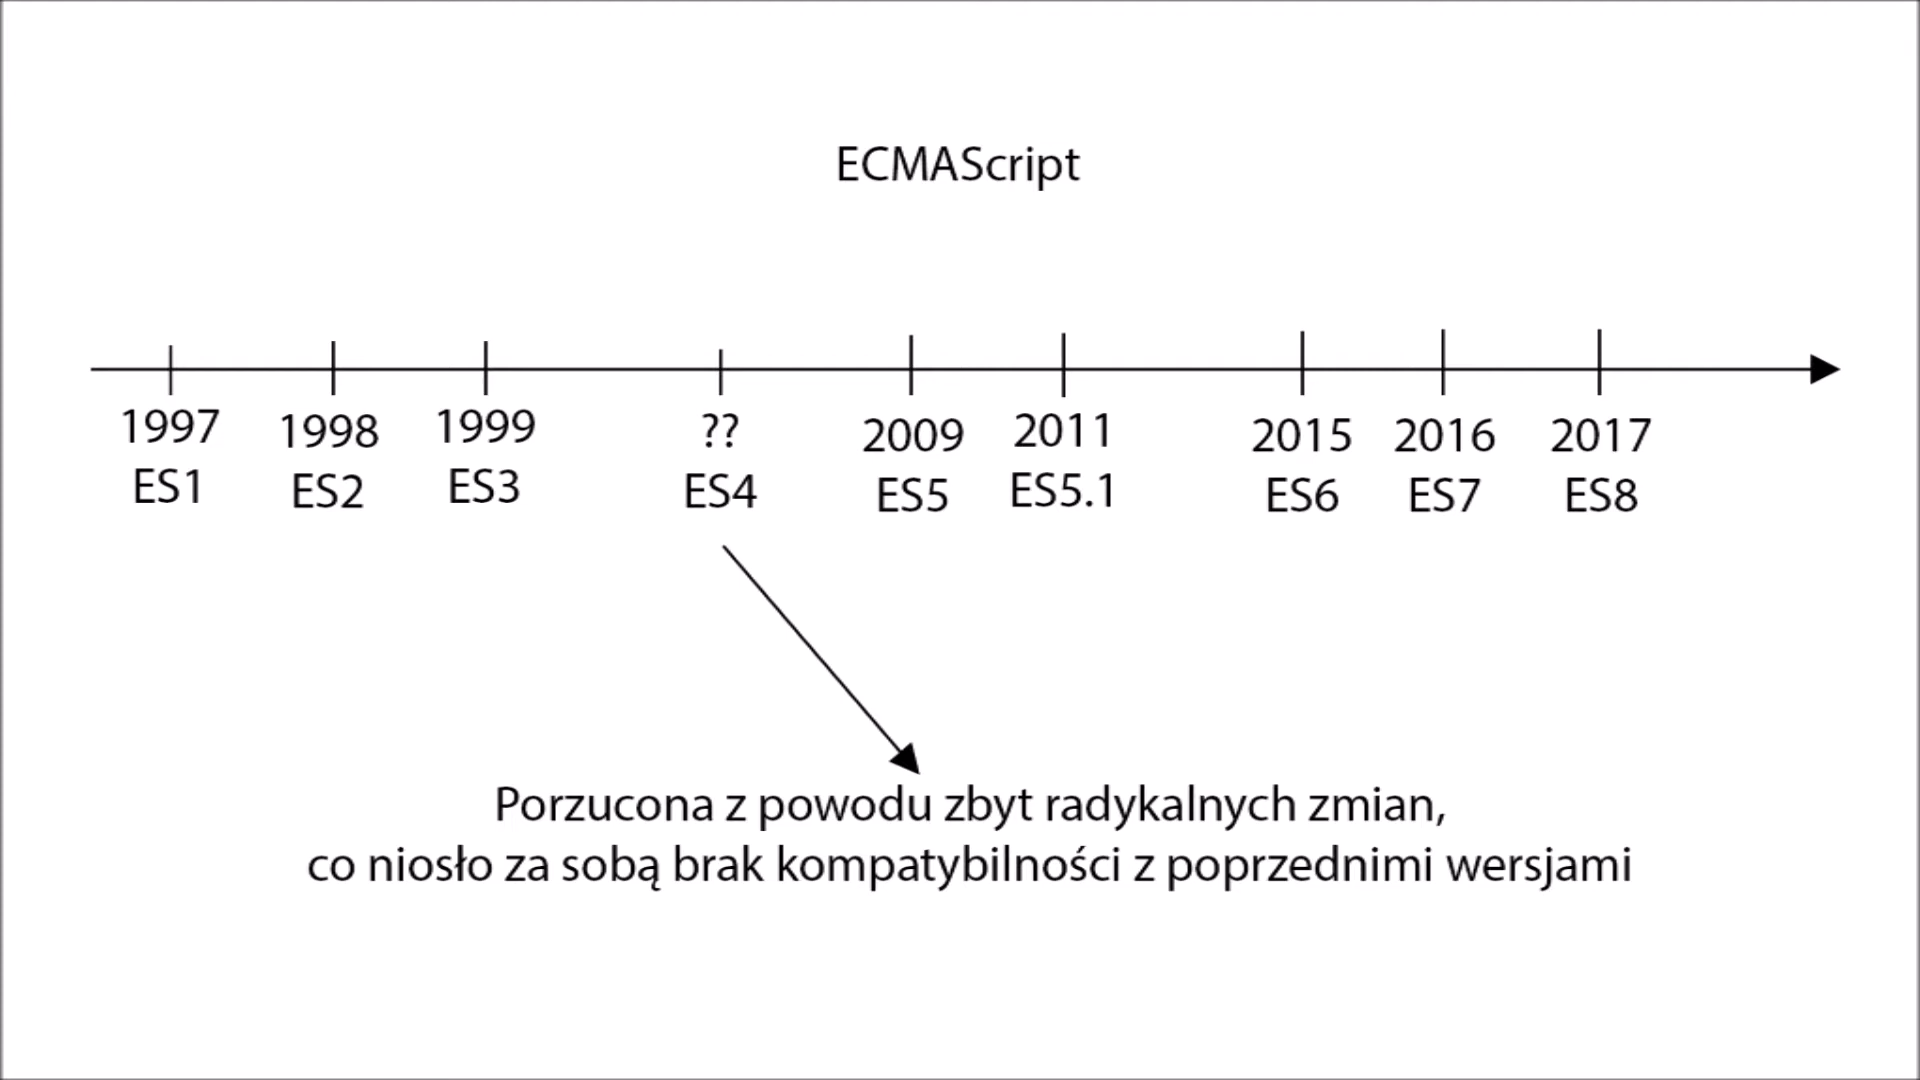 ECMAScript
1997 1998 1999 ?? 2009 2011 2015 2016 2017
ES1 ES2 ES3 ES4 ES5 ES5.1 ES6 ES7 ES8
Porzucona z powodu zbyt radykalnych zmian,
co niosło za sobą brak kompatybilności z poprzednimi wersjami